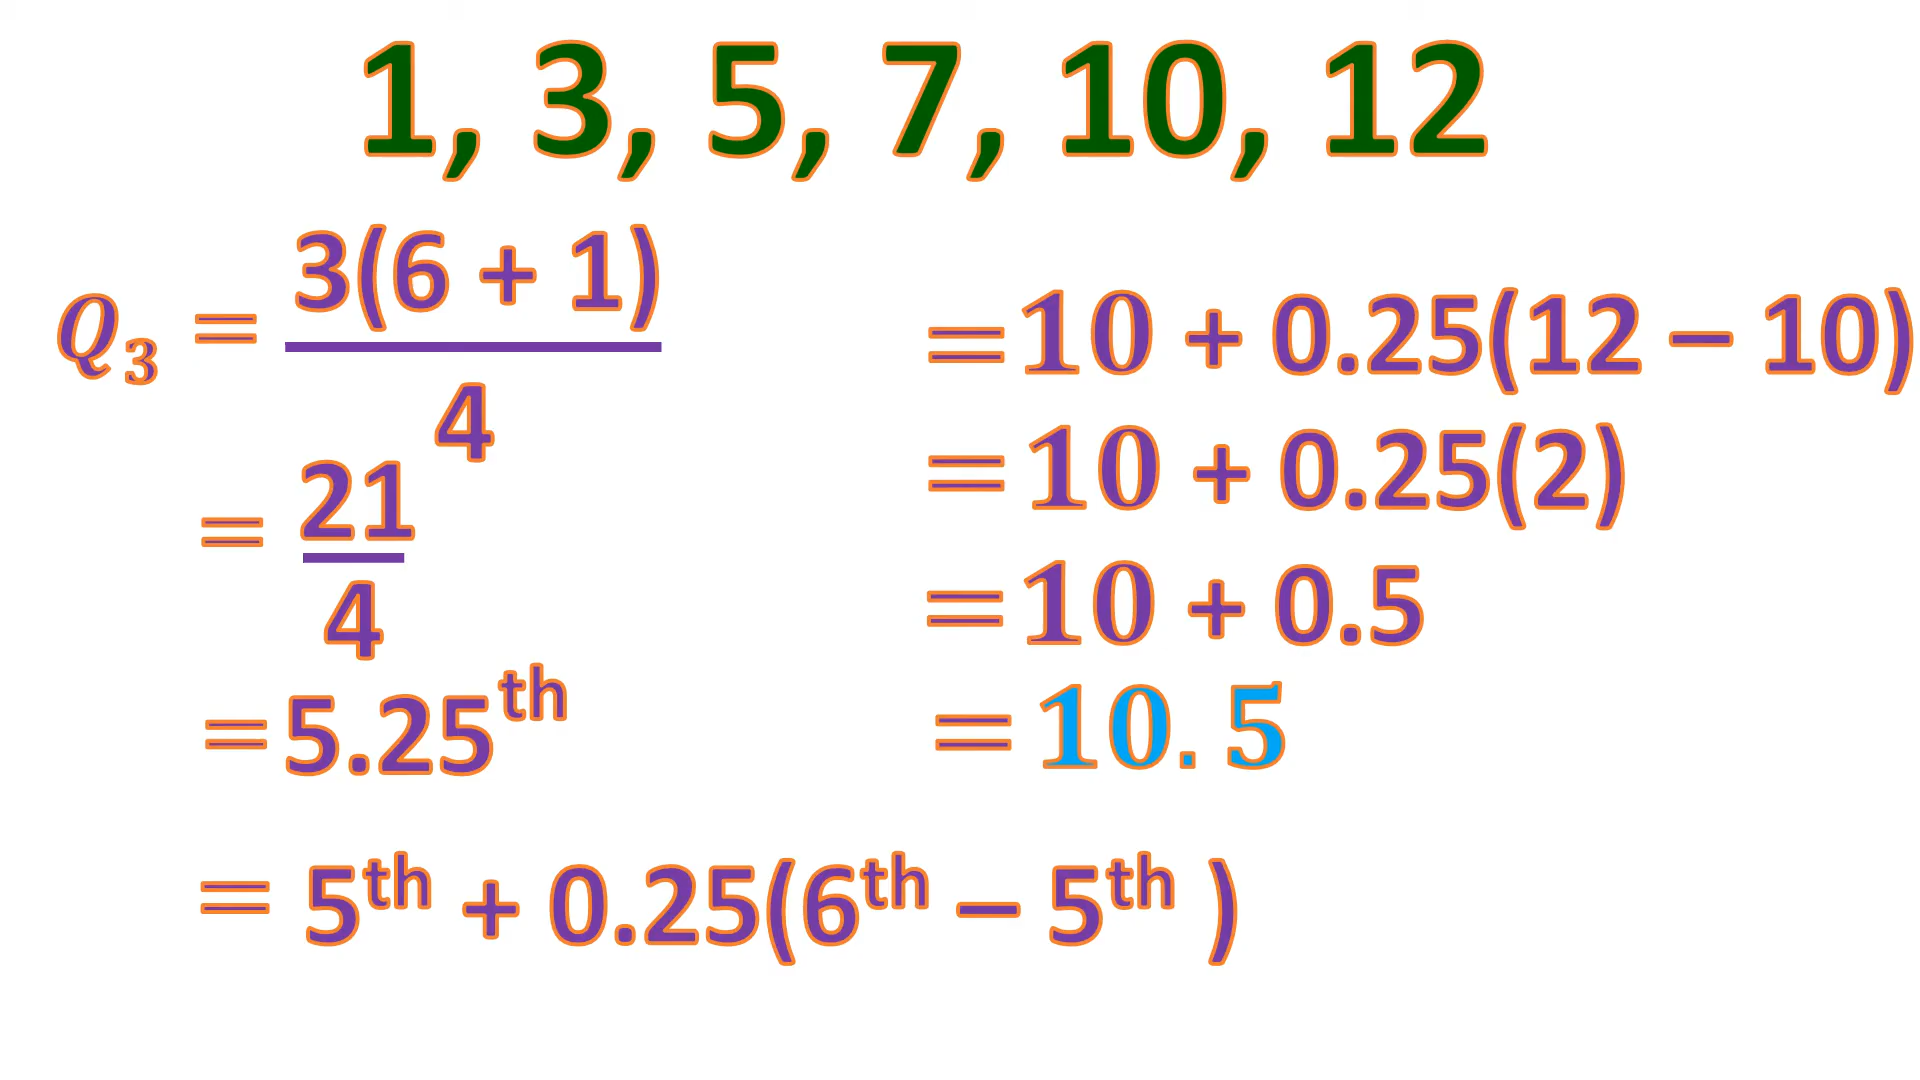 1, 3, 5, 7, 10, 12
Q₃ = 3(6 + 1)
4
= 21
4
=5.25ᵗʰ
= 5ᵗʰ + 0.25(6ᵗʰ – 5ᵗʰ )
=10 + 0.25(12 – 10)
=10 + 0.25(2)
=10 + 0.5
=10. 5